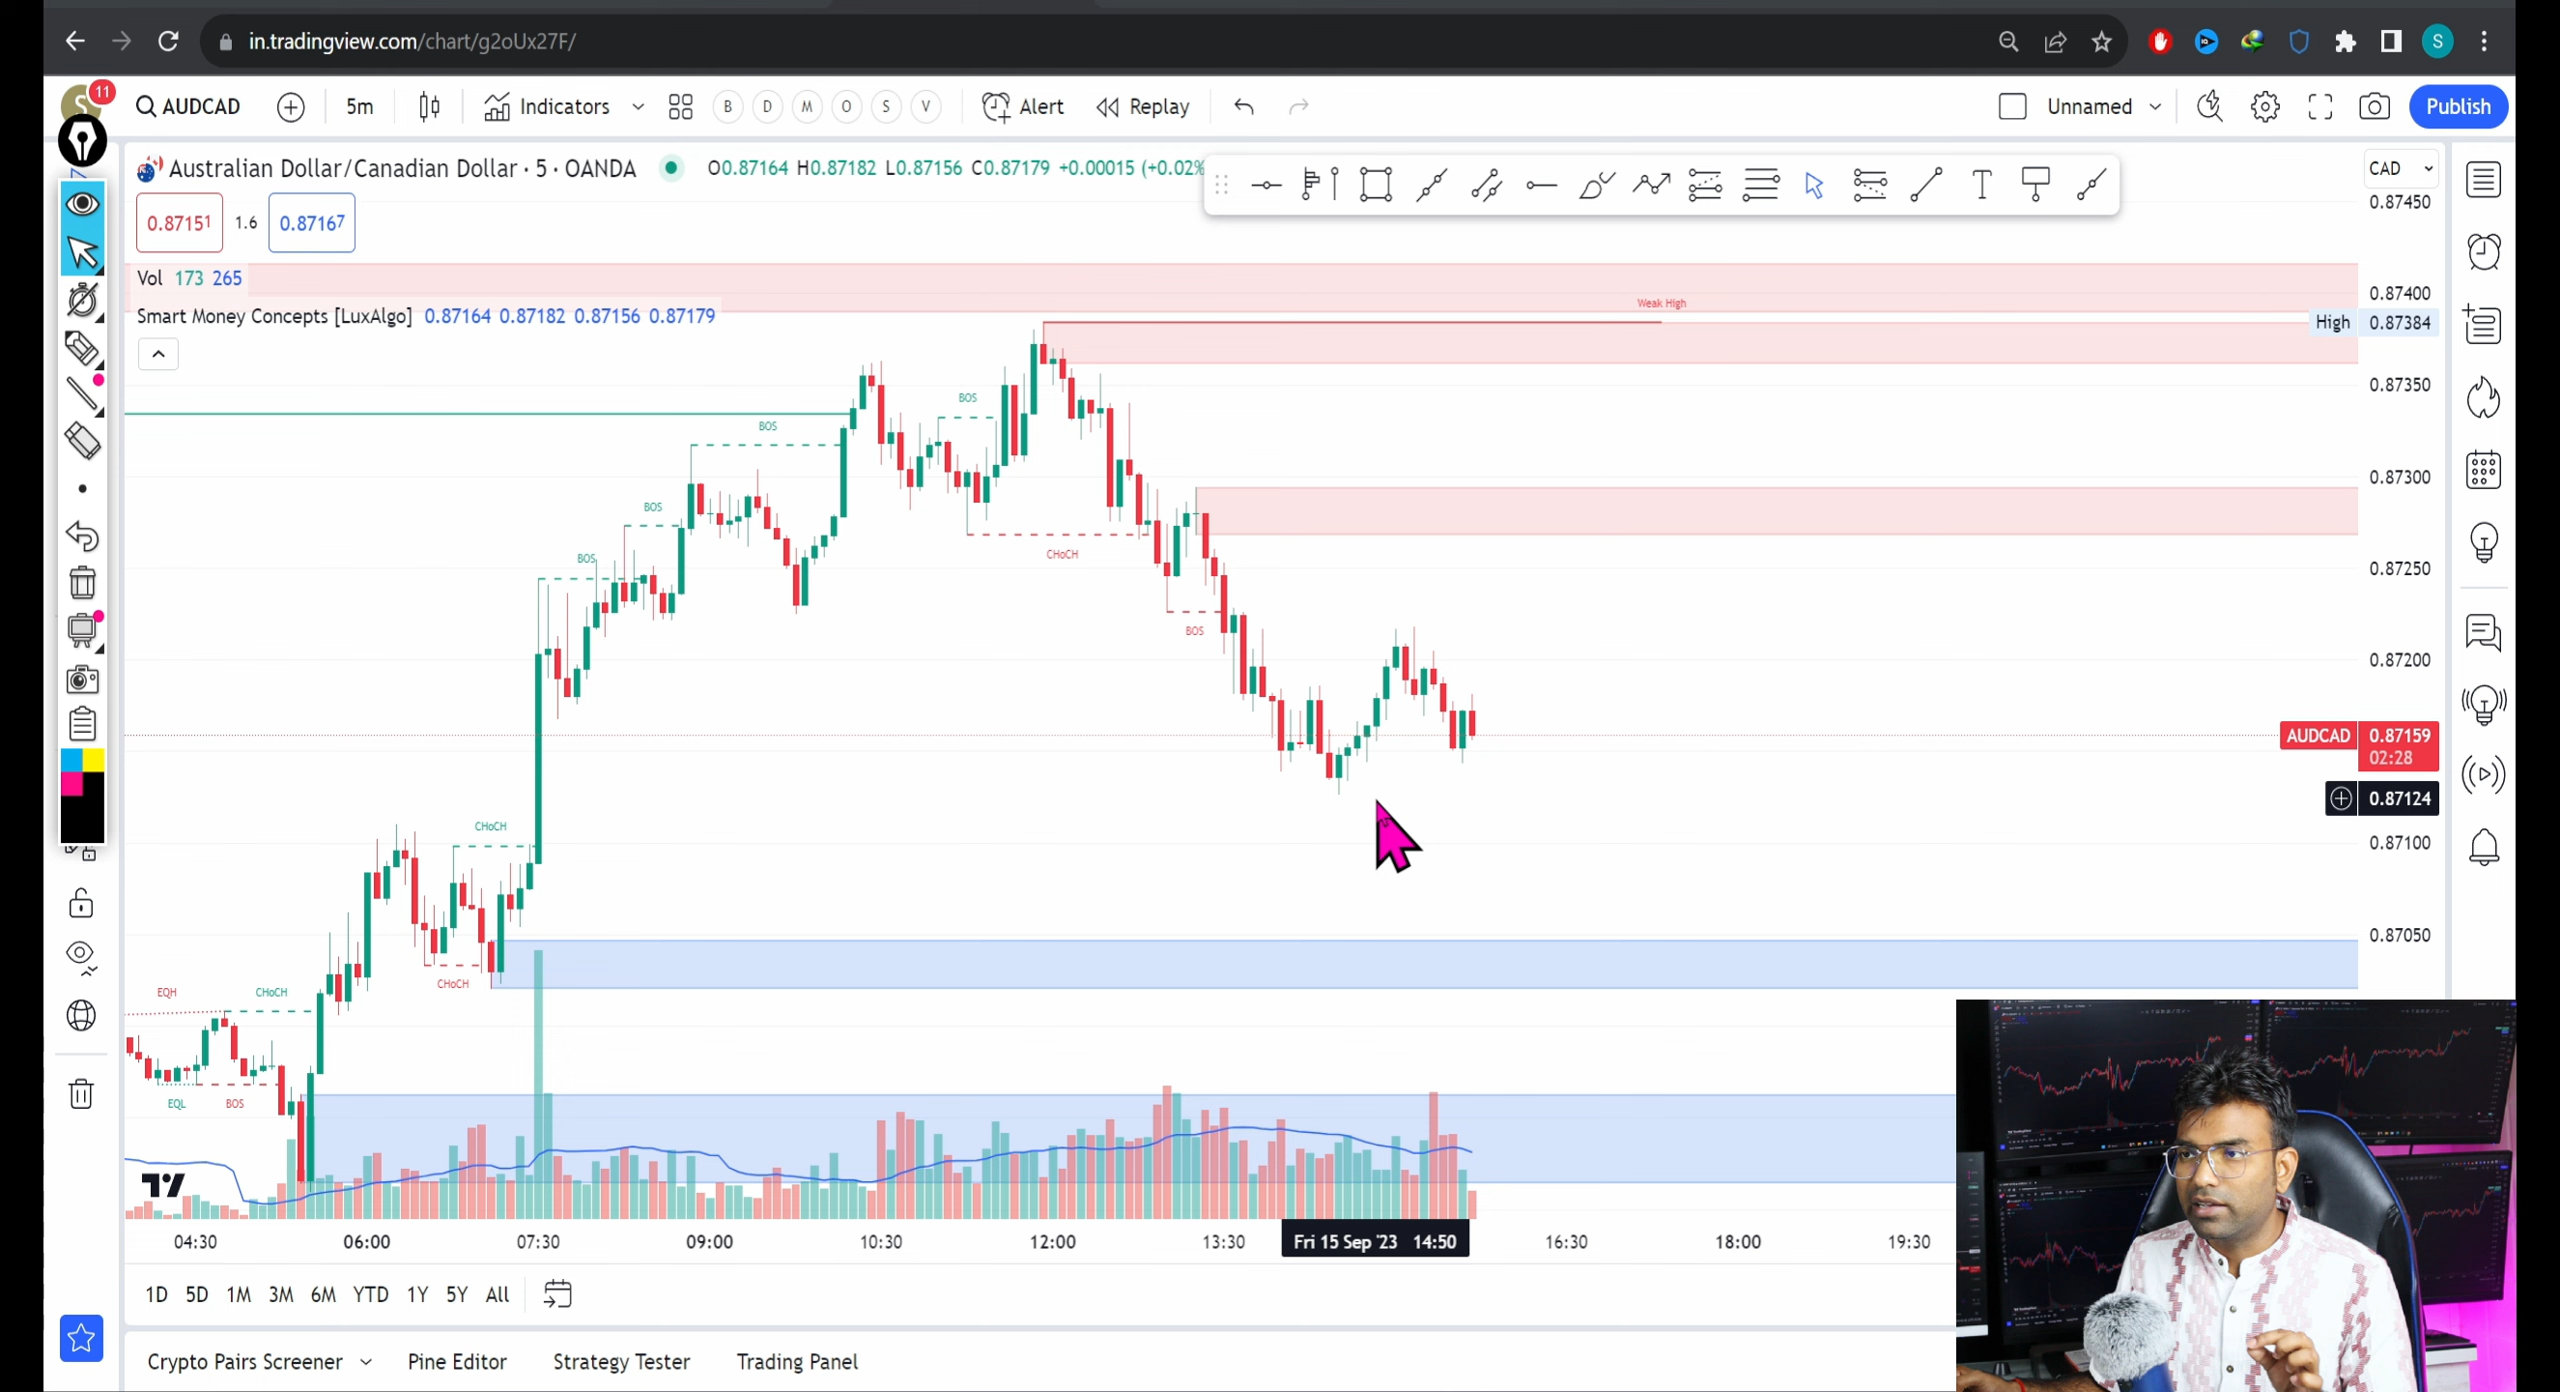 in.tradingview.com/chart/g2oUx27F/
S
S 11 AUDCAD 5m Indicators B D M O S V Alert Replay Unnamed Publish
Australian Dollar/Canadian Dollar · 5 · OANDA O0.87164 H0.87182 L0.87156 C0.87179 +0.00015 (+0.02%
CAD
0.87450
0.87151 1.6 0.87167
Vol 173 265
0.87400
Weak High
Smart Money Concepts [LuxAlgo] 0.87164 0.87182 0.87156 0.87179
High 0.87384
0.87350
BOS
BOS
0.87300
BOS
CHoCH
BOS
0.87250
BOS
0.87200
AUDCAD 0.87159
02:28
0.87124
CHoCH
0.87100
0.87050
CHoCH
EQH CHoCH
EQL BOS
04:30 06:00 07:30 09:00 10:30 12:00 13:30 Fri 15 Sep '23 14:50 16:30 18:00 19:30
1D 5D 1M 3M 6M YTD 1Y 5Y All
Crypto Pairs Screener Pine Editor Strategy Tester Trading Panel